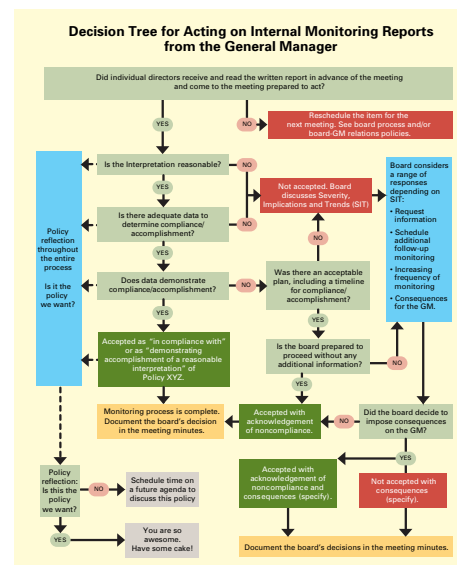 Decision Tree for Acting on Internal Monitoring Reports
from the General Manager
Did individual directors receive and read the written report in advance of the meeting
and come to the meeting prepared to act?
YES
NO
Reschedule the item for the
next meeting. See board process and/or
board-GM relations policies.
Is the Interpretation reasonable?
NO
YES
Not accepted. Board
discusses Severity,
Implications and Trends (SIT)
Board considers
a range of
responses
depending on
SIT:
• Request
information
• Schedule
additional
follow-up
monitoring
• Increasing
frequency of
monitoring
• Consequences
for the GM.
Is there adequate data to
determine compliance/
accomplishment?
NO
YES
NO
Policy
reflection
throughout
the entire
process
Is it the
policy
we want?
Does data demonstrate
compliance/accomplishment?
NO
YES
Was there an acceptable
plan, including a timeline
for compliance/
accomplishment?
YES
Accepted as “in compliance with”
or as “demonstrating
accomplishment of a reasonable
interpretation” of
Policy XYZ.
Is the board prepared to
proceed without any
additional information?
NO
YES
Monitoring process is complete.
Document the board’s decision
in the meeting minutes.
Accepted with
acknowledgement
of noncompliance.
NO
Did the board decide to
impose consequences
on the GM?
YES
Policy
reflection:
Is this the
policy
we want?
NO
Schedule time on
a future agenda to
discuss this policy
Accepted with
acknowledgement of
noncompliance and
consequences (specify).
Not accepted with
consequences
(specify).
YES
You are so
awesome.
Have some cake!
Document the board’s decisions in the meeting minutes.